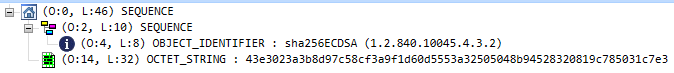 (O:0, L:46) SEQUENCE
(O:2, L:10) SEQUENCE
(O:4, L:8) OBJECT_IDENTIFIER : sha256ECDSA (1.2.840.10045.4.3.2)
(O:14, L:32) OCTET_STRING : 43e3023a3b8d97c58cf3a9f1d60d5553a32505048b94528320819c785031c7e3